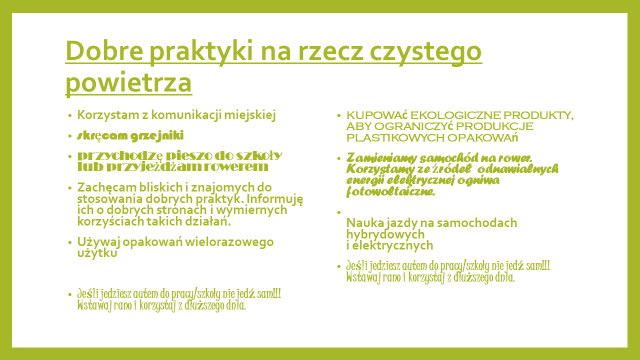 Dobre praktyki na rzecz czystego
powietrza
• Korzystam z komunikacji miejskiej
• skręcam grzejniki
• przychodzę pieszo do szkoły
lub przyjeżdżam rowerem
• Zachęcam bliskich i znajomych do
stosowania dobrych praktyk. Informuję
ich o dobrych stronach i wymiernych
korzyściach takich działań.
• Używaj opakowań wielorazowego
użytku
• Jeśli jedziesz autem do pracy/szkoły nie jedź sam!!!
Wstawaj rano i korzystaj z dłuższego dnia.
• KUPOWAć EKOLOGICZNE PRODUKTY,
ABY OGRANICZYć PRODUKCJE
PLASTIKOWYCH OPAKOWAń
• Zamieniamy samochód na rower.
Korzystamy ze źródeł odnawialnych
energii elektrycznej ogniwa
fotowoltaiczne.
•
Nauka jazdy na samochodach
hybrydowych
i elektrycznych
• Jeśli jedziesz autem do pracy/szkoły nie jedź sam!!!
Wstawaj rano i korzystaj z dłuższego dnia.